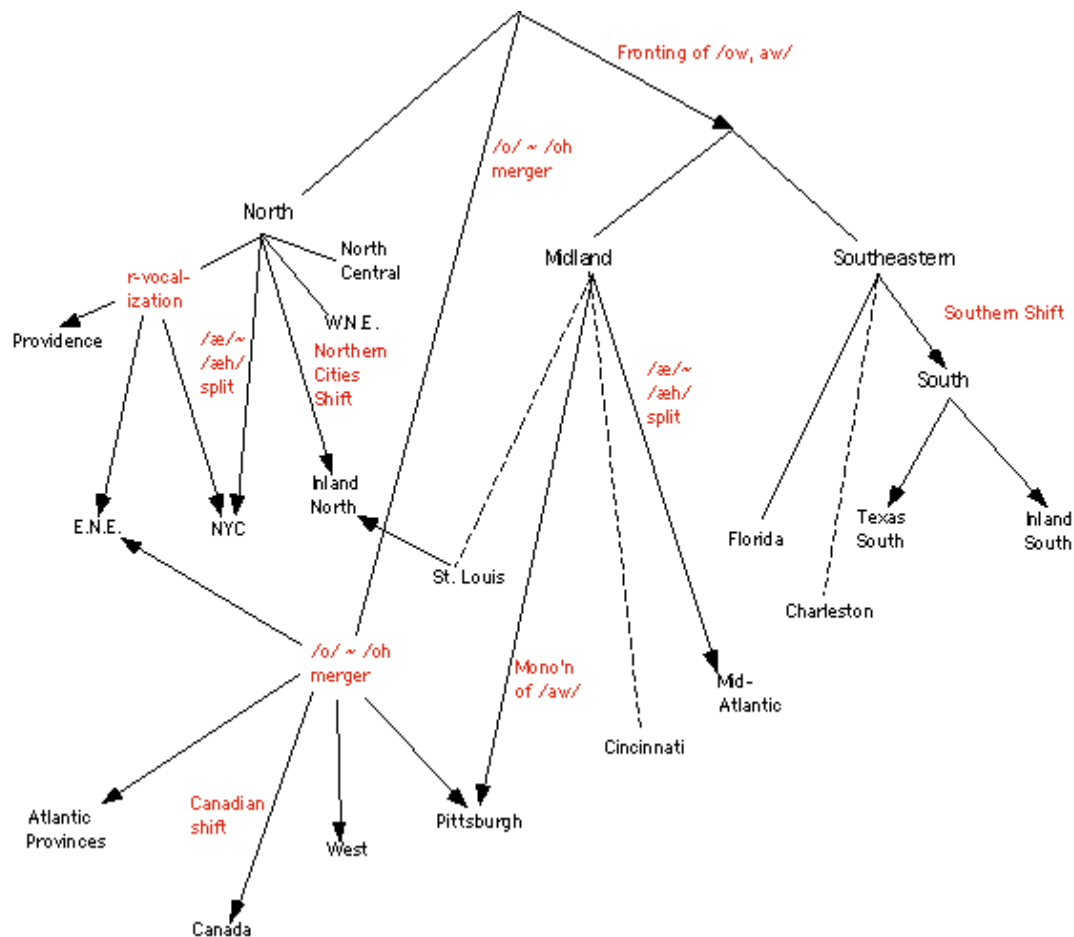 Fronting of /ow, aw/
/o/ ~ /oh
merger
North
North
Central
Midland
Southeastern
r-vocal-
ization
Providence
W.N.E.
Southern Shift
/æ/~
/æh/
split
Northern
Cities
Shift
/æ/~
/æh/
split
South
Inland
North
E.N.E.
NYC
St. Louis
Florida
Texas
South
Inland
South
Charleston
/o/ ~ /oh
merger
Mono'n
of /aw/
Mid-
Atlantic
Cincinnati
Atlantic
Provinces
Canadian
shift
West
Pittsburgh
Canada